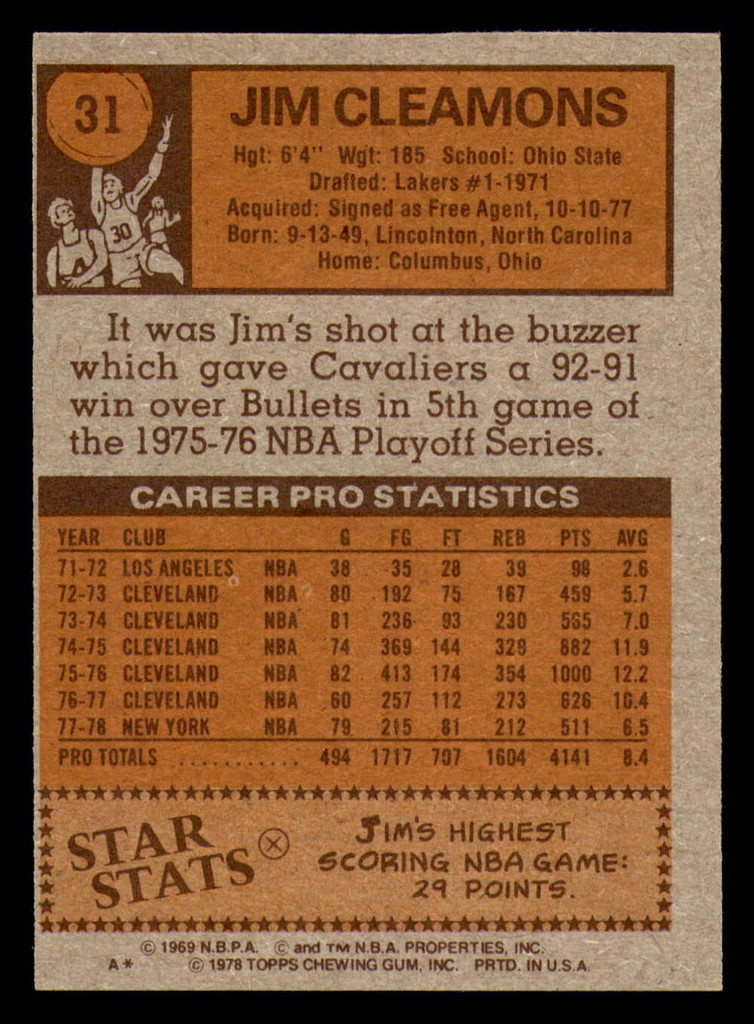 31
JIM CLEAMONS
Hgt: 6'4" Wgt: 185 School: Ohio State
Drafted: Lakers #1-1971
Acquired: Signed as Free Agent, 10-10-77
Born: 9-13-49, Lincolnton, North Carolina
Home: Columbus, Ohio
30
It was Jim's shot at the buzzer
which gave Cavaliers a 92-91
win over Bullets in 5th game of
the 1975-76 NBA Playoff Series.
CAREER PRO STATISTICS
YEAR CLUB G FG FT REB PTS AVG
71-72 LOS ANGELES NBA 38 35 28 39 98 2.6
72-73 CLEVELAND NBA 80 192 75 167 459 5.7
73-74 CLEVELAND NBA 81 236 93 230 565 7.0
74-75 CLEVELAND NBA 74 369 144 329 882 11.9
75-76 CLEVELAND NBA 82 413 174 354 1000 12.2
76-77 CLEVELAND NBA 60 257 112 273 626 10.4
77-78 NEW YORK NBA 79 215 81 212 511 6.5
PRO TOTALS ........... 494 1717 707 1604 4141 8.4
STAR STATS
JIM'S HIGHEST
SCORING NBA GAME:
29 POINTS.
© 1969 N.B.P.A. © and TM N.B.A. PROPERTIES, INC.
A* © 1978 TOPPS CHEWING GUM, INC. PRTD. IN U.S.A.